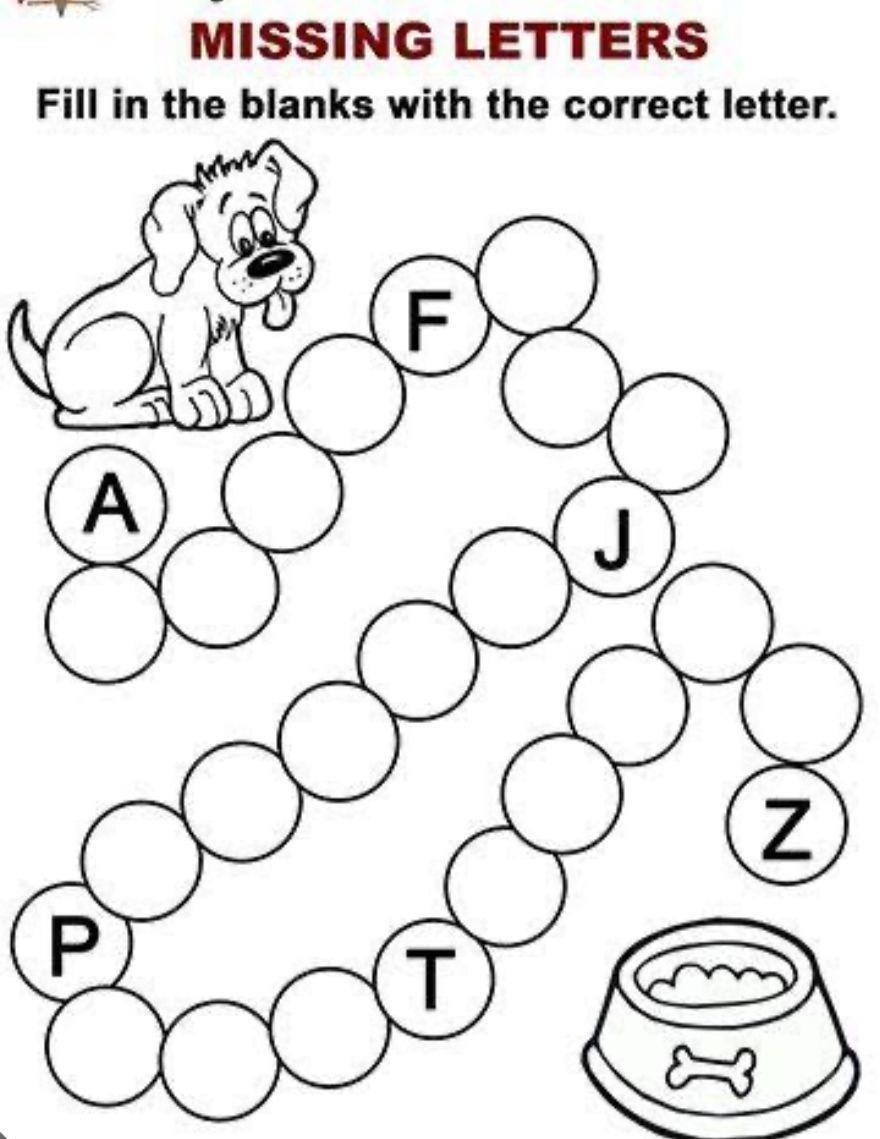 MISSING LETTERS
Fill in the blanks with the correct letter.
F
A
J
Z
P
T